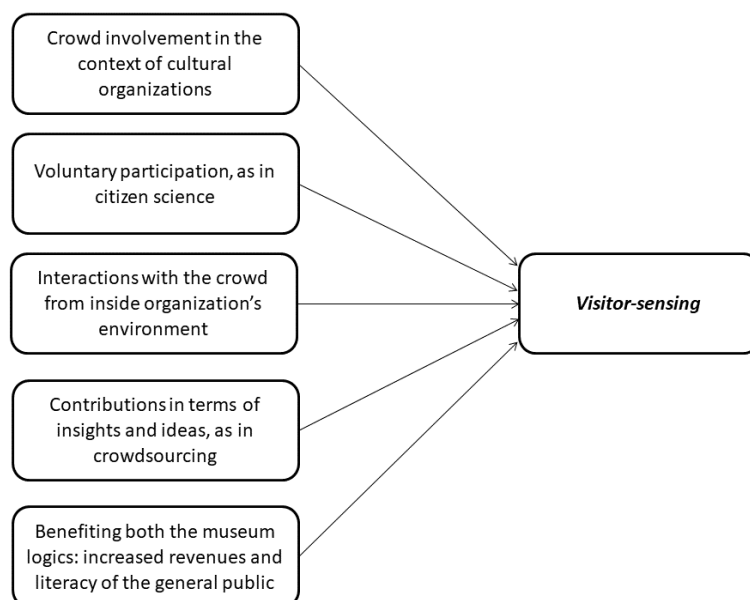 Crowd involvement in the
context of cultural
organizations
Voluntary participation, as in
citizen science
Interactions with the crowd
from inside organization's
environment
Contributions in terms of
insights and ideas, as in
crowdsourcing
Benefiting both the museum
logics: increased revenues and
literacy of the general public
Visitor-sensing